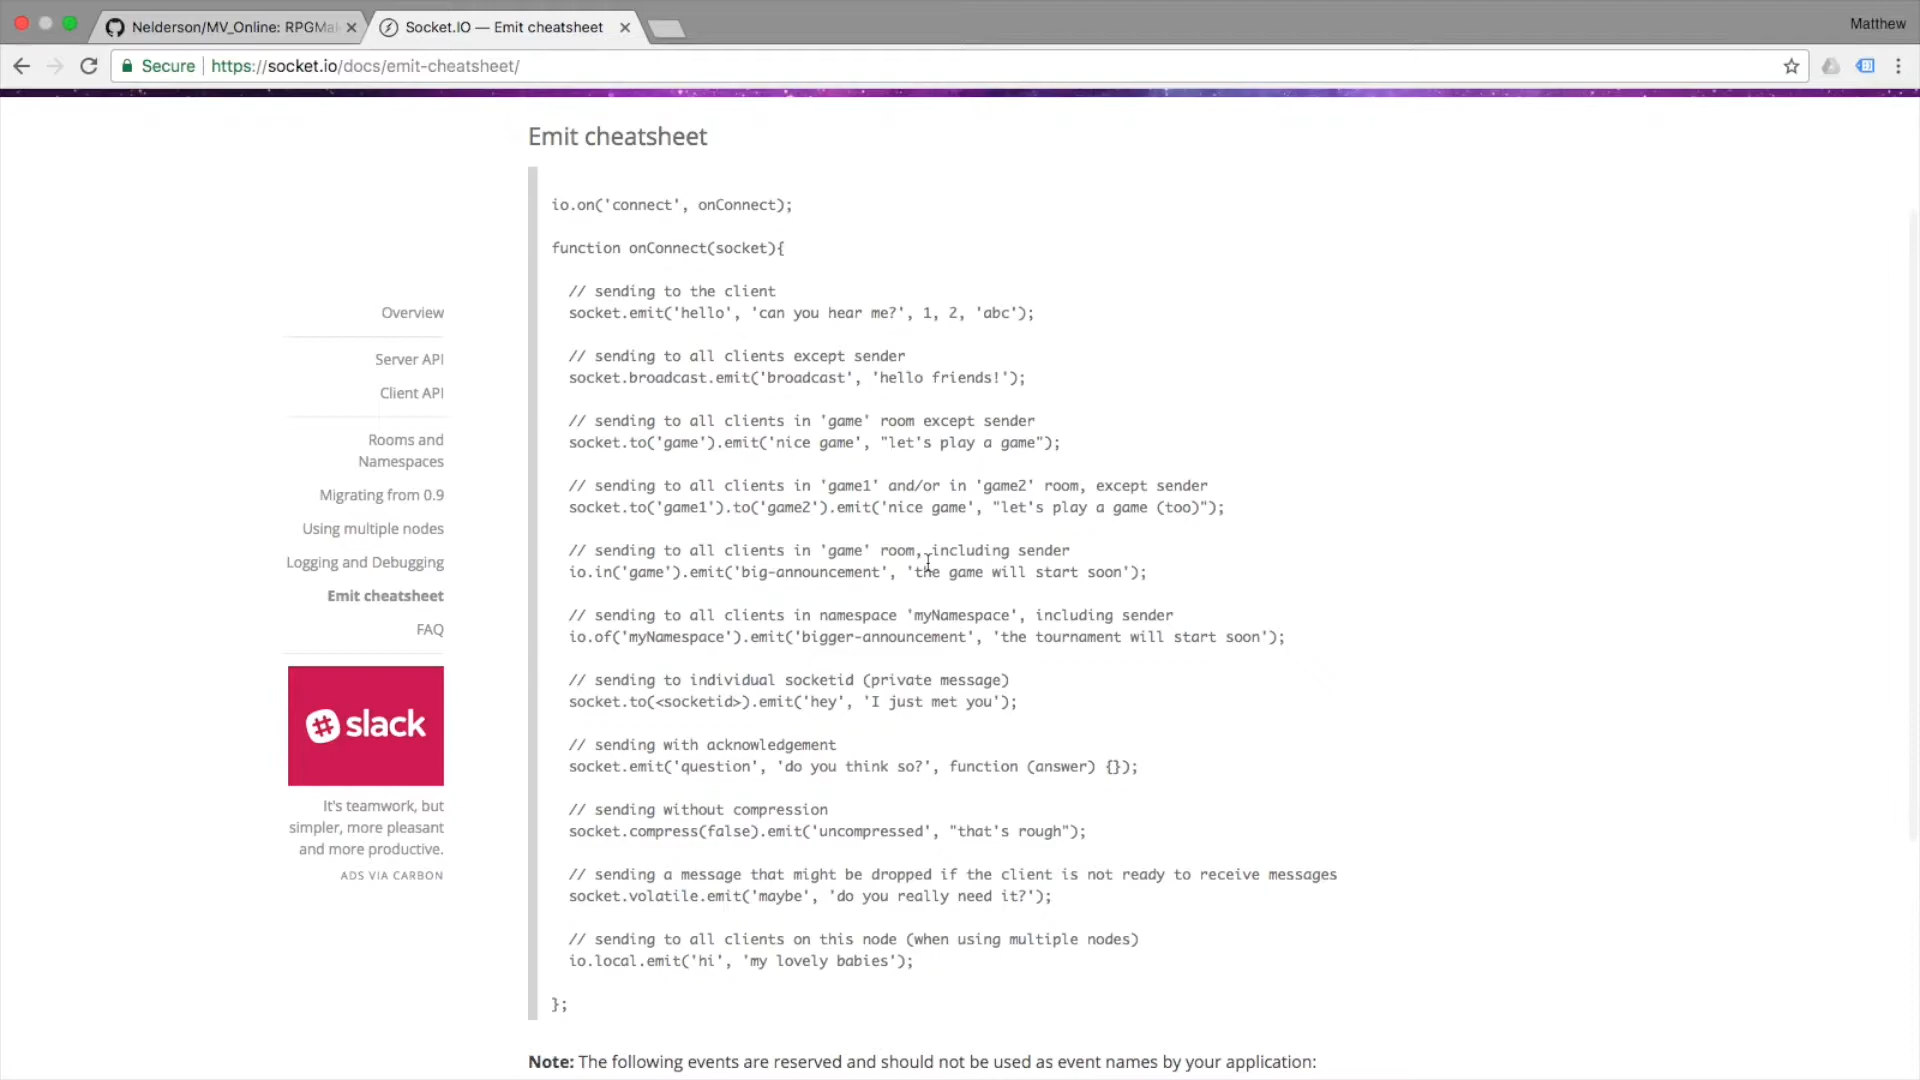 Nelderson/MV_Online: RPGMa
Socket.IO — Emit cheatsheet
Matthew
Secure
https://socket.io/docs/emit-cheatsheet/
Emit cheatsheet
io.on('connect', onConnect);
function onConnect(socket){
// sending to the client
socket.emit('hello', 'can you hear me?', 1, 2, 'abc');
// sending to all clients except sender
socket.broadcast.emit('broadcast', 'hello friends!');
// sending to all clients in 'game' room except sender
socket.to('game').emit('nice game', "let's play a game");
// sending to all clients in 'game1' and/or in 'game2' room, except sender
socket.to('game1').to('game2').emit('nice game', "let's play a game (too)");
// sending to all clients in 'game' room, including sender
io.in('game').emit('big-announcement', 'the game will start soon');
// sending to all clients in namespace 'myNamespace', including sender
io.of('myNamespace').emit('bigger-announcement', 'the tournament will start soon');
// sending to individual socketid (private message)
socket.to(<socketid>).emit('hey', 'I just met you');
// sending with acknowledgement
socket.emit('question', 'do you think so?', function (answer) {});
// sending without compression
socket.compress(false).emit('uncompressed', "that's rough");
// sending a message that might be dropped if the client is not ready to receive messages
socket.volatile.emit('maybe', 'do you really need it?');
// sending to all clients on this node (when using multiple nodes)
io.local.emit('hi', 'my lovely babies');
};
Note: The following events are reserved and should not be used as event names by your application:
Overview
Server API
Client API
Rooms and
Namespaces
Migrating from 0.9
Using multiple nodes
Logging and Debugging
Emit cheatsheet
FAQ
slack
It's teamwork, but
simpler, more pleasant
and more productive.
ADS VIA CARBON